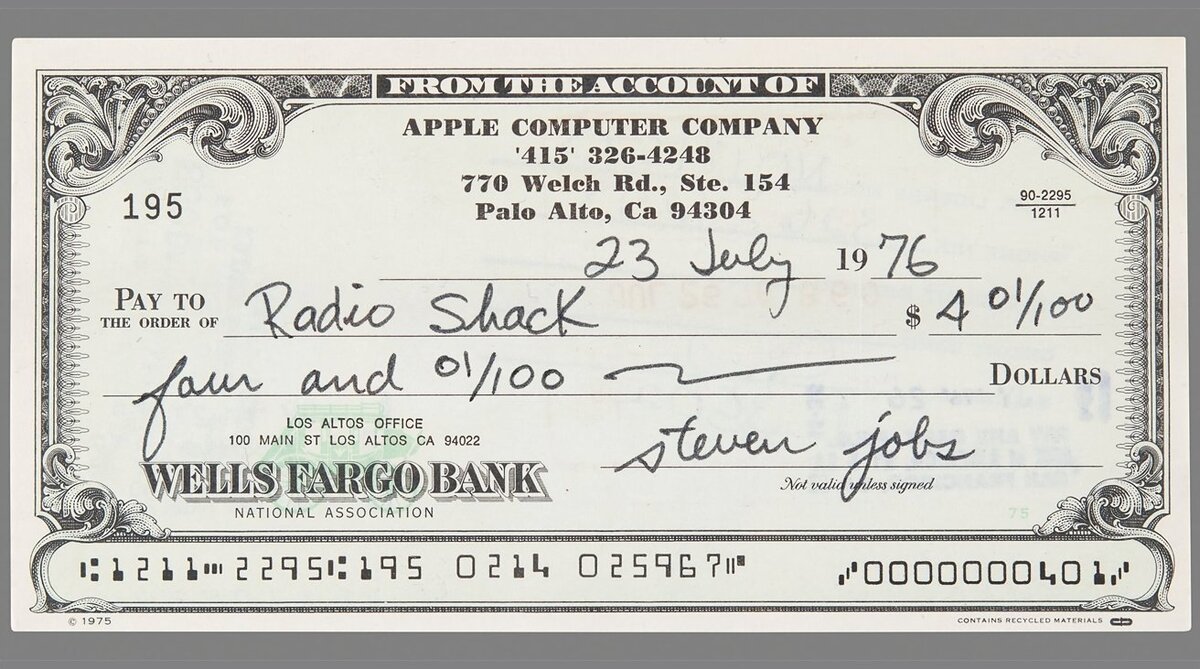 FROM THE ACCOUNT OF
APPLE COMPUTER COMPANY
'415' 326-4248
770 Welch Rd., Ste. 154
Palo Alto, Ca 94304
195
90-2295
1211
23 July 1976
PAY TO THE ORDER OF Radio Shack $ 4 01/100
four and 01/100 DOLLARS
LOS ALTOS OFFICE
100 MAIN ST LOS ALTOS CA 94022
WELLS FARGO BANK
NATIONAL ASSOCIATION
steven jobs
Not valid unless signed
75
⑆1211⑉2295⑆195 0214 025967⑈ ⑇0000000401⑇
© 1975
CONTAINS RECYCLED MATERIALS